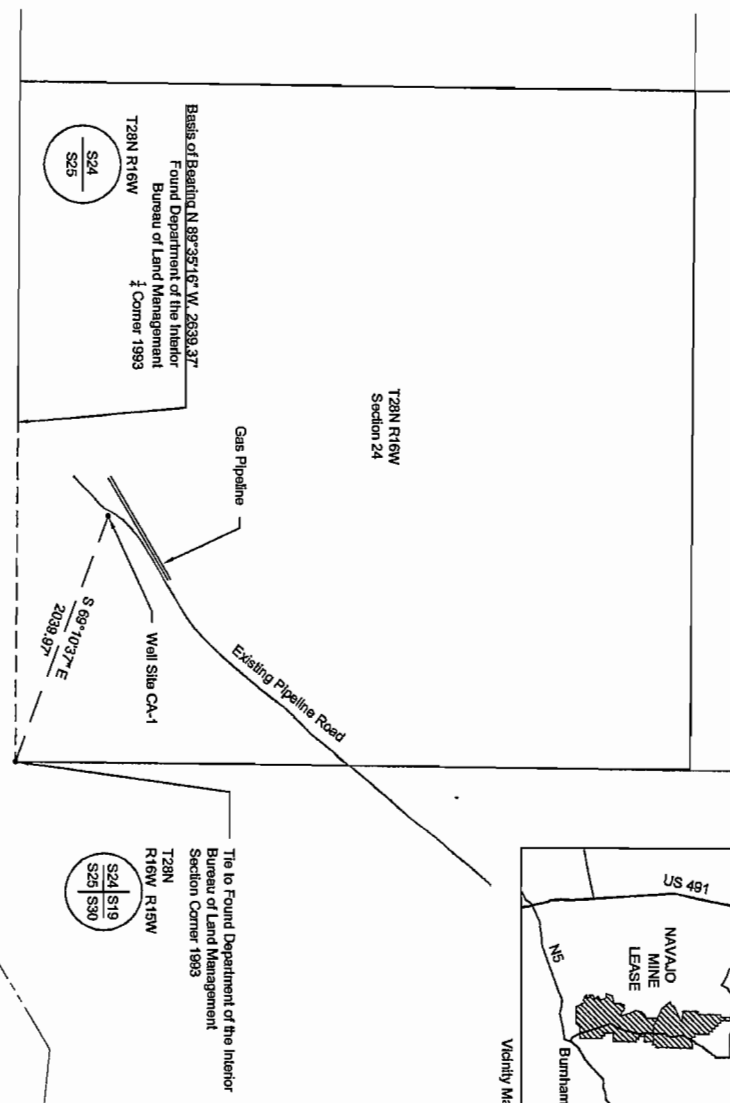 Basis of Bearing N 89°35'16" W, 2639.37'
Found Department of the Interior
Bureau of Land Management
¼ Corner 1993
T28N R16W
S24
S25
T28N R16W
Section 24
Gas Pipeline
Well Site CA-1
S 69°10'37" E
2039.97'
Existing Pipeline Road
Tie to Found Department of the Interior
Bureau of Land Management
Section Corner 1993
T28N
R16W R15W
S24 S19
S25 S30
US 491
N5
NAVAJO
MINE
LEASE
Burnham
Vicinity Ma